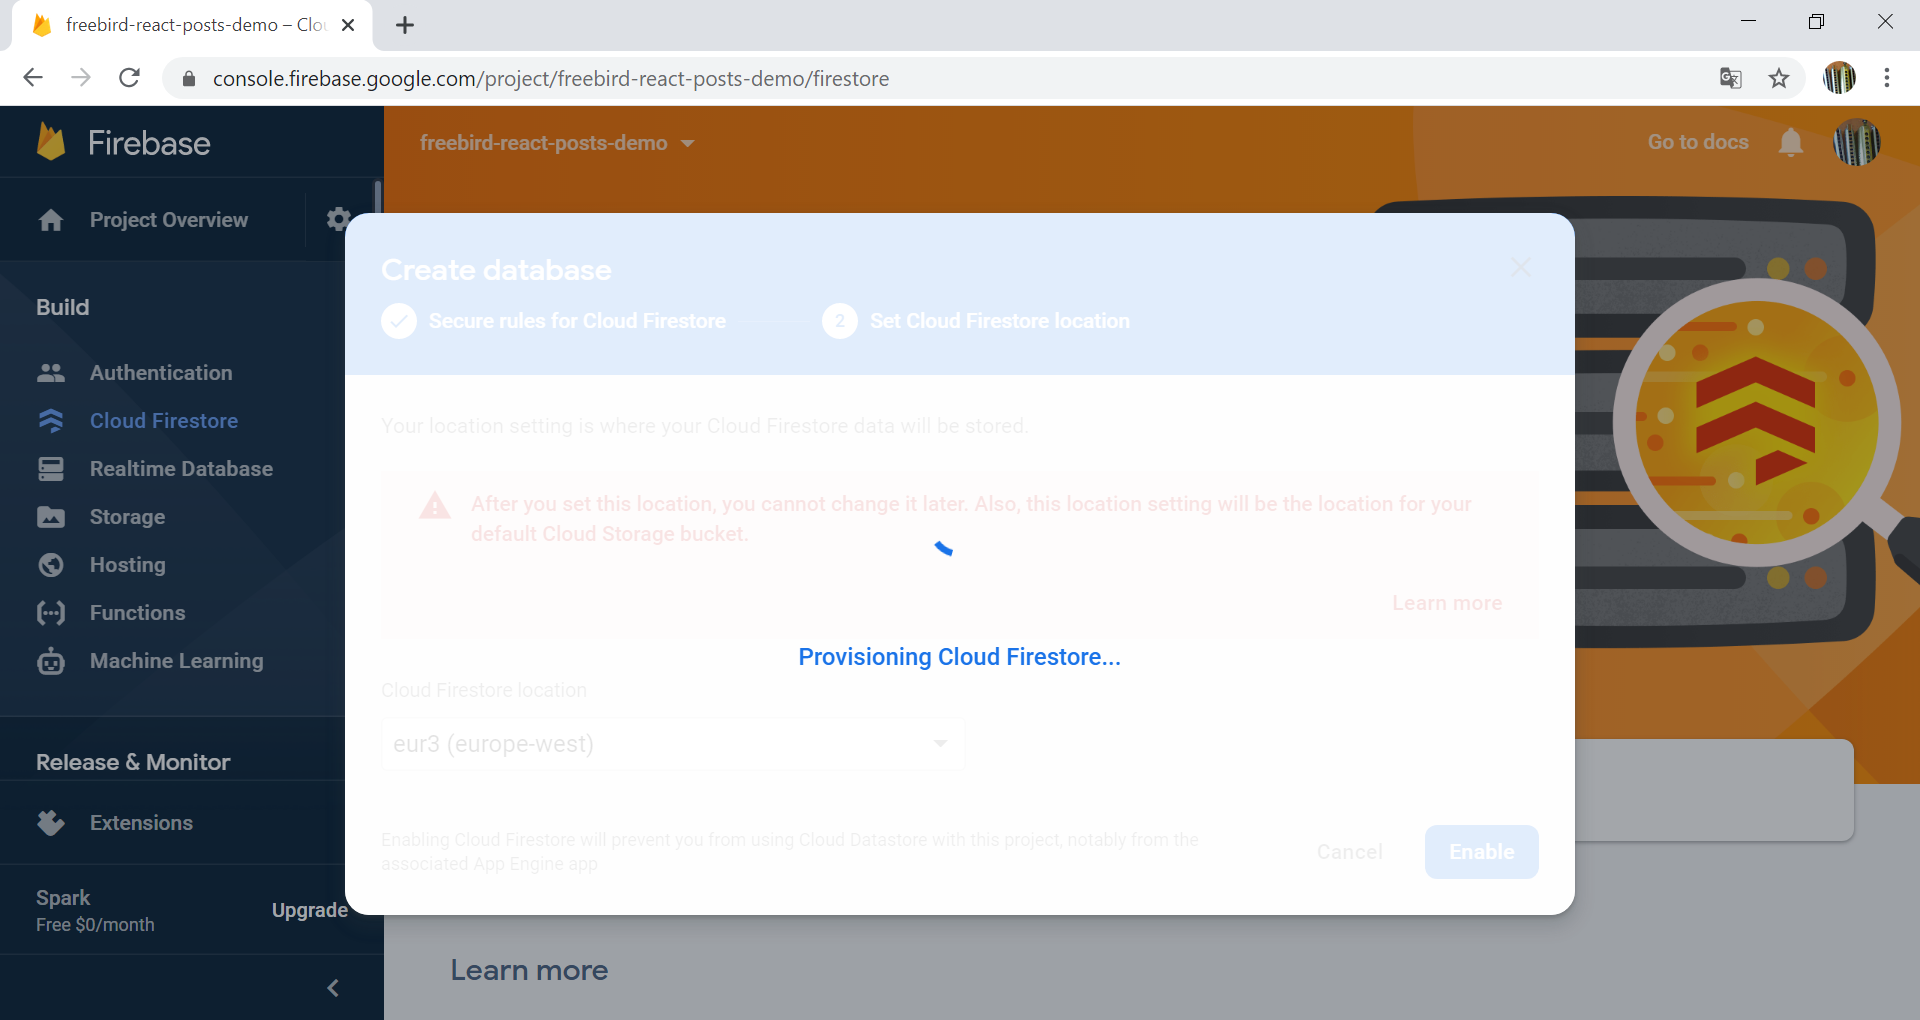 freebird-react-posts-demo – Clo
console.firebase.google.com/project/freebird-react-posts-demo/firestore
Firebase
freebird-react-posts-demo
Go to docs
Project Overview
Build
Authentication
Cloud Firestore
Realtime Database
Storage
Hosting
Functions
Machine Learning
Release & Monitor
Extensions
Spark
Free $0/month
Upgrade
Create database
Secure rules for Cloud Firestore
2 Set Cloud Firestore location
Your location setting is where your Cloud Firestore data will be stored.
After you set this location, you cannot change it later. Also, this location setting will be the location for your
default Cloud Storage bucket.
Learn more
Provisioning Cloud Firestore...
Cloud Firestore location
eur3 (europe-west)
Enabling Cloud Firestore will prevent you from using Cloud Datastore with this project, notably from the
associated App Engine app
Cancel
Enable
Learn more